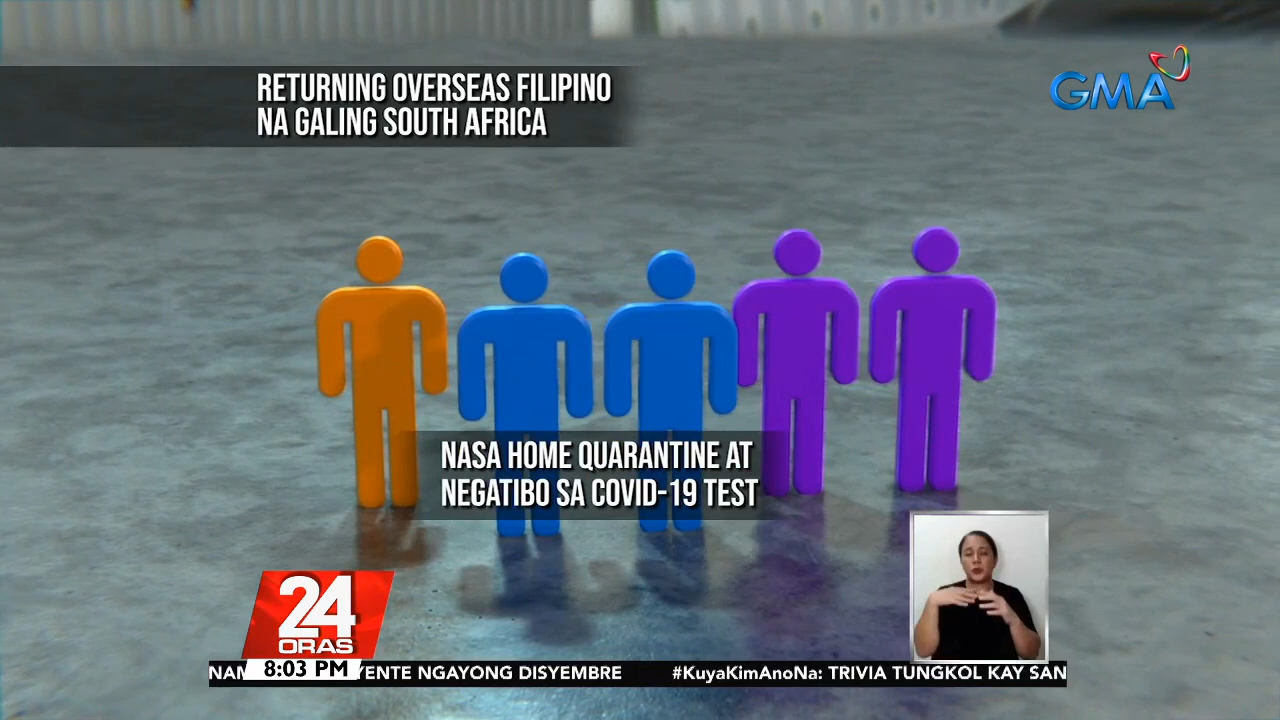 RETURNING OVERSEAS FILIPINO
NA GALING SOUTH AFRICA
GMA
NASA HOME QUARANTINE AT
NEGATIBO SA COVID-19 TEST
24
ORAS
8:03 PM
NGAYONG DISYEMBRE #KuyaKimAnoNa: TRIVIA TUNGKOL KAY SAN